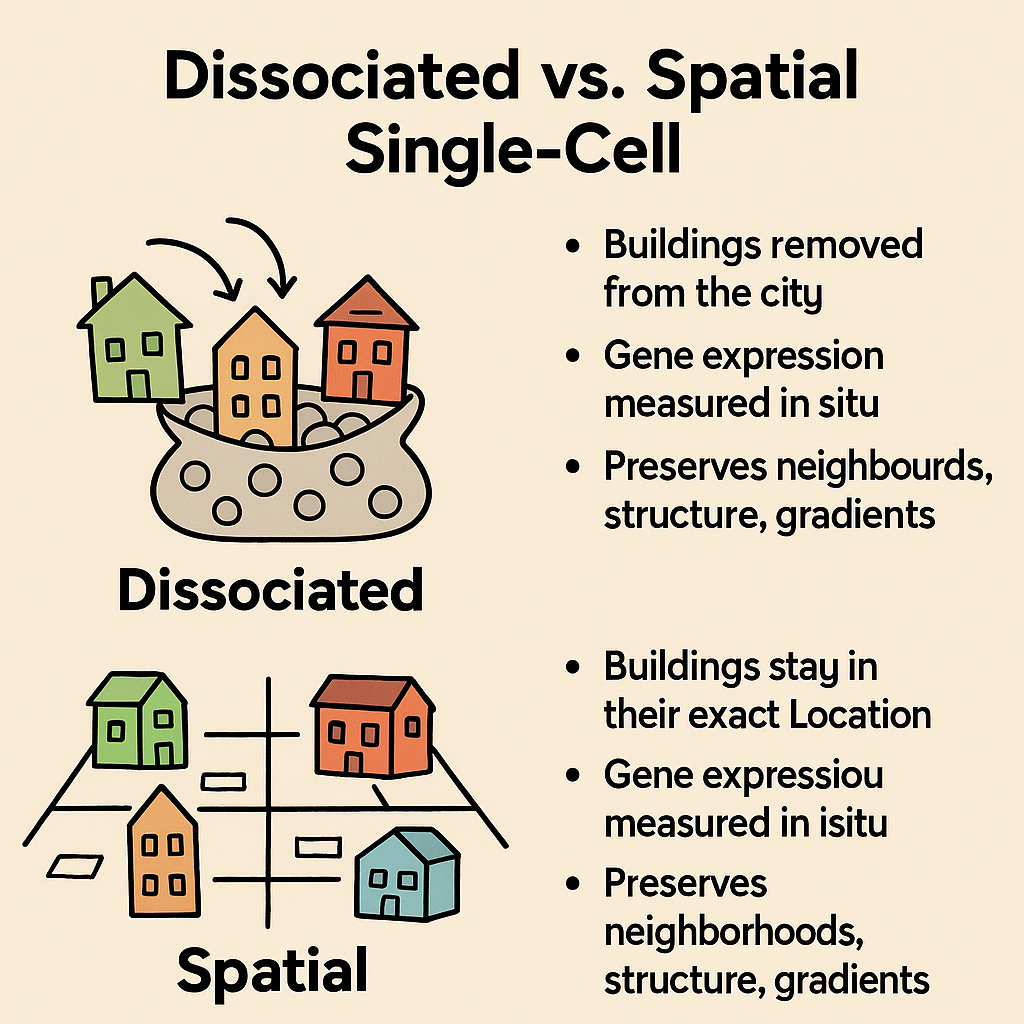 Dissociated vs. Spatial
Single-Cell
• Buildings removed
from the city
• Gene expression
measured in situ
• Preserves neighbourds,
structure, gradients
Dissociated
• Buildings stay in
their exact Location
• Gene expressiou
measured in isitu
• Preserves
neighborhoods,
structure, gradients
Spatial